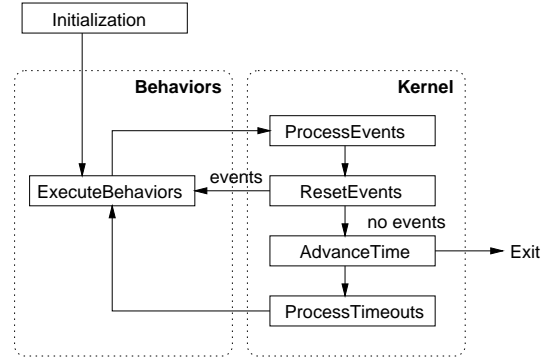 Initialization
Behaviors
Kernel
ProcessEvents
events
ExecuteBehaviors
ResetEvents
no events
AdvanceTime
Exit
ProcessTimeouts